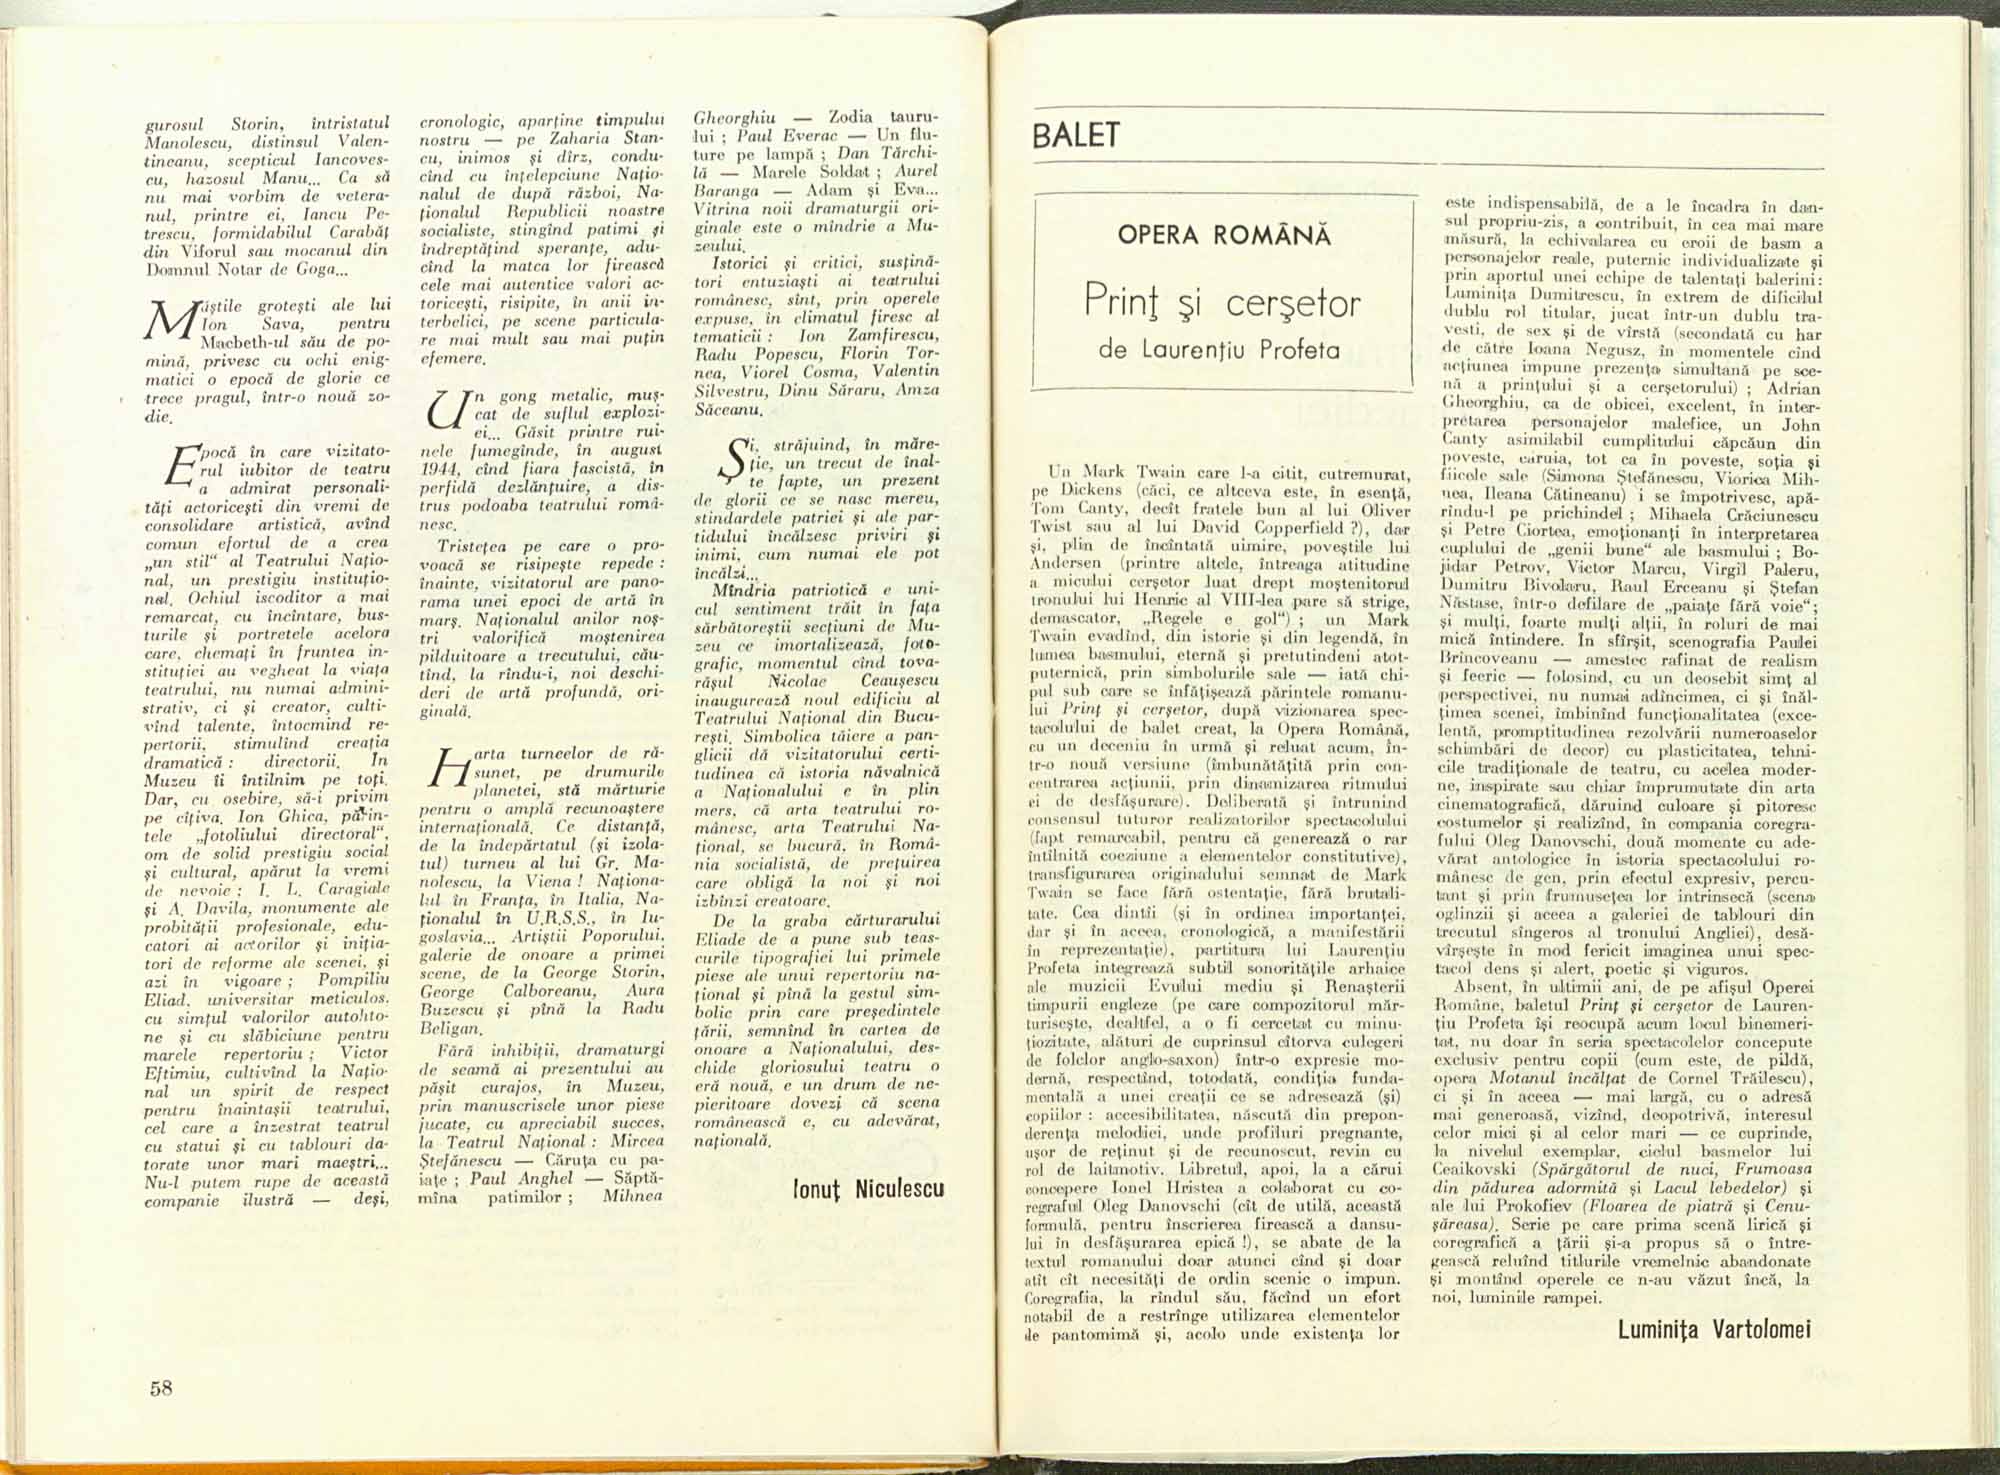 gurosul Storin, întristatul
Manolescu, distinsul Valen-
tineanu, scepticul Iancoves-
cu, hazosul Manu... Ca să
nu mai vorbim de vetera-
nul, printre ei, Iancu Pe-
trescu, formidabilul Carabăț
din Viforul sau mocanul din
Domnul Notar de Goga...
Măștile grotești ale lui
Ion Sava, pentru
Macbeth-ul său de po-
mină, privesc cu ochi enig-
matici o epocă de glorie ce
trece pragul, într-o nouă zo-
die.
Epocă în care vizitato-
rul iubitor de teatru
a admirat personali-
tăți actoricești din vremi de
consolidare artistică, avînd
comun efortul de a crea
„un stil“ al Teatrului Națio-
nal, un prestigiu instituțio-
nal. Ochiul iscoditor a mai
remarcat, cu încîntare, bus-
turile și portretele acelora
care, chemați în fruntea in-
stituției au vegheat la viața
teatrului, nu numai admini-
strativ, ci și creator, culti-
vînd talente, întocmind re-
pertorii, stimulind creația
dramatică : directorii. In
Muzeu îi întîlnim pe toți.
Dar, cu osebire, să-i privim
pe cîțiva. Ion Ghica, părin-
tele „fotoliului directoral“,
om de solid prestigiu social
și cultural, apărut la vremi
de nevoie ; I. L. Caragiale
și A. Davila, monumente ale
probității profesionale, edu-
catori ai actorilor și iniția-
tori de reforme ale scenei, și
azi în vigoare ; Pompiliu
Eliad, universitar meticulos,
cu simțul valorilor autohto-
ne și cu slăbiciune pentru
marele repertoriu ; Victor
Eftimiu, cultivînd la Națio-
nal un spirit de respect
pentru înaintașii teatrului,
cel care a înzestrat teatrul
cu statui și cu tablouri da-
torate unor mari maeștri...
Nu-l putem rupe de această
companie ilustră — deși,
58
cronologic, aparține timpului
nostru — pe Zaharia Stan-
cu, inimos și dîrz, condu-
cînd cu înțelepciune Națio-
nalul de după război, Na-
ționalul Republicii noastre
socialiste, stingînd patimi și
îndreptățind speranțe, adu-
cînd la matca lor firească
cele mai autentice valori ac-
toricești, risipite, în anii in-
terbelici, pe scene particula-
re mai mult sau mai puțin
efemere.
Un gong metalic, muș-
cat de suflul explozi-
ei... Găsit printre rui-
nele fumegînde, în august
1944, cînd fiara fascistă, în
perfidă dezlănțuire, a dis-
trus podoaba teatrului româ-
nesc.
Tristețea pe care o pro-
voacă se risipește repede :
înainte, vizitatorul are pano-
rama unei epoci de artă în
marș. Naționalul anilor noș-
tri valorifică moștenirea
pilduitoare a trecutului, cău-
tînd, la rîndu-i, noi deschi-
deri de artă profundă, ori-
ginală.
Harta turneelor de ră-
sunet, pe drumurile
planetei, stă mărturie
pentru o amplă recunoaștere
internațională. Ce distanță,
de la îndepărtatul (și izola-
tul) turneu al lui Gr. Ma-
nolescu, la Viena ! Naționa-
lul în Franța, în Italia, Na-
ționalul în U.R.S.S., în Iu-
goslavia... Artiștii Poporului,
galerie de onoare a primei
scene, de la George Storin,
George Calboreanu, Aura
Buzescu și pînă la Radu
Beligan.
Fără inhibiții, dramaturgi
de seamă ai prezentului au
pășit curajos, în Muzeu,
prin manuscrisele unor piese
jucate, cu apreciabil succes,
la Teatrul Național : Mircea
Ștefănescu — Căruța cu pa-
iațe ; Paul Anghel — Săptă-
mîna patimilor ; Mihnea
Gheorghiu — Zodia tauru-
lui ; Paul Everac — Un flu-
ture pe lampă ; Dan Tărchi-
lă — Marele Soldat ; Aurel
Baranga — Adam și Eva...
Vitrina noii dramaturgii ori-
ginale este o mîndrie a Mu-
zeului.
Istorici și critici, susțină-
tori entuziaști ai teatrului
românesc, sînt, prin operele
expuse, în climatul firesc al
tematicii : Ion Zamfirescu,
Radu Popescu, Florin Tor-
nea, Viorel Cosma, Valentin
Silvestru, Dinu Săraru, Amza
Săceanu.
Și, străjuind, în măre-
ție, un trecut de înal-
te fapte, un prezent
de glorii ce se nasc mereu,
stindardele patriei și ale par-
tidului încălzesc priviri și
inimi, cum numai ele pot
încălzi...
Mîndria patriotică e uni-
cul sentiment trăit în fața
sărbătoreștii secțiuni de Mu-
zeu ce imortalizează, foto-
grafic, momentul cînd tova-
rășul Nicolae Ceaușescu
inaugurează noul edificiu al
Teatrului Național din Bucu-
rești. Simbolica tăiere a pan-
glicii dă vizitatorului certi-
tudinea că istoria năvalnică
a Naționalului e în plin
mers, că arta teatrului ro-
mânesc, arta Teatrului Na-
țional, se bucură, în Româ-
nia socialistă, de prețuirea
care obligă la noi și noi
izbînzi creatoare.
De la graba cărturarului
Eliade de a pune sub teas-
curile tipografiei lui primele
piese ale unui repertoriu na-
țional și pînă la gestul sim-
bolic prin care președintele
țării, semnînd în cartea de
onoare a Naționalului, des-
chide gloriosului teatru o
eră nouă, e un drum de ne-
pieritoare dovezi că scena
românească e, cu adevărat,
națională.
Ionuț Niculescu
BALET
OPERA ROMÂNĂ
Prinț și cerșetor
de Laurențiu Profeta
Un Mark Twain care l-a citit, cutremurat,
pe Dickens (căci, ce altceva este, în esență,
Tom Canty, decît fratele bun al lui Oliver
Twist sau al lui David Copperfield ?), dar
și, plin de încîntată uimire, poveștile lui
Andersen (printre altele, întreaga atitudine
a micului cerșetor luat drept moștenitorul
tronului lui Henric al VIII-lea pare să strige,
demascator, „Regele e gol“) ; un Mark
Twain evadînd, din istorie și din legendă, în
lumea basmului, eternă și pretutindeni atot-
puternică, prin simbolurile sale — iată chi-
pul sub care se înfățișează părintele romanu-
lui Prinț și cerșetor, după vizionarea spec-
tacolului de balet creat, la Opera Română,
cu un deceniu în urmă și reluat acum, în-
tr-o nouă versiune (îmbunătățită prin con-
centrarea acțiunii, prin dinamizarea ritmului
ei de desfășurare). Deliberată și întrunind
consensul tuturor realizatorilor spectacolului
(fapt remarcabil, pentru că generează o rar
întîlnită coeziune a elementelor constitutive),
transfigurarea originalului semnat de Mark
Twain se face fără ostentație, fără brutali-
tate. Cea dintîi (și în ordinea importanței,
dar și în aceea, cronologică, a manifestării
în reprezentație), partitura lui Laurențiu
Profeta integrează subtil sonoritățile arhaice
ale muzicii Evului mediu și Renașterii
timpurii engleze (pe care compozitorul măr-
turisește, dealtfel, a o fi cercetat cu minu-
țiozitate, alături de cuprinsul cîtorva culegeri
de folclor anglo-saxon) într-o expresie mo-
dernă, respectînd, totodată, condiția funda-
mentală a unei creații ce se adresează (și)
copiilor : accesibilitatea, născută din prepon-
derența melodiei, unde profiluri pregnante,
ușor de reținut și de recunoscut, revin cu
rol de laitmotiv. Libretul, apoi, la a cărui
concepere Ionel Hristea a colaborat cu co-
regraful Oleg Danovschi (cît de utilă, această
formulă, pentru înscrierea firească a dansu-
lui în desfășurarea epică !), se abate de la
textul romanului doar atunci cînd și doar
atît cît necesități de ordin scenic o impun.
Coregrafia, la rîndul său, făcînd un efort
notabil de a restrînge utilizarea elementelor
de pantomimă și, acolo unde existența lor
este indispensabilă, de a le încadra în dan-
sul propriu-zis, a contribuit, în cea mai mare
măsură, la echivalarea cu eroii de basm a
personajelor reale, puternic individualizate și
prin aportul unei echipe de talentați balerini:
Luminița Dumitrescu, în extrem de dificilul
dublu rol titular, jucat într-un dublu tra-
vesti, de sex și de vîrstă (secondată cu har
de către Ioana Negusz, în momentele cînd
acțiunea impune prezența simultană pe sce-
nă a prințului și a cerșetorului) ; Adrian
Gheorghiu, ca de obicei, excelent, în inter-
pretarea personajelor malefice, un John
Canty asimilabil cumplitului căpcăun din
poveste, căruia, tot ca în poveste, soția și
fiicele sale (Simona Ștefănescu, Viorica Mih-
nea, Ileana Cătineanu) i se împotrivesc, apă-
rîndu-l pe prichindel ; Mihaela Crăciunescu
și Petre Ciortea, emoționanți în interpretarea
cuplului de „genii bune“ ale basmului ; Bo-
jidar Petrov, Victor Marcu, Virgil Paleru,
Dumitru Bivolaru, Raul Erceanu și Ștefan
Năstase, într-o defilare de „paiațe fără voie“;
și mulți, foarte mulți alții, în roluri de mai
mică întindere. În sfîrșit, scenografia Paulei
Brîncoveanu — amestec rafinat de realism
și feeric — folosind, cu un deosebit simț al
perspectivei, nu numai adîncimea, ci și înăl-
țimea scenei, îmbinînd funcționalitatea (exce-
lentă, promptitudinea rezolvării numeroaselor
schimbări de decor) cu plasticitatea, tehni-
cile tradiționale de teatru, cu acelea moder-
ne, inspirate sau chiar împrumutate din arta
cinematografică, dăruind culoare și pitoresc
costumelor și realizînd, în compania coregra-
fului Oleg Danovschi, două momente cu ade-
vărat antologice în istoria spectacolului ro-
mânesc de gen, prin efectul expresiv, percu-
tant și prin frumusețea lor intrinsecă (scena
oglinzii și aceea a galeriei de tablouri din
trecutul sîngeros al tronului Angliei), desă-
vîrșește în mod fericit imaginea unui spec-
tacol dens și alert, poetic și viguros.
Absent, în ultimii ani, de pe afișul Operei
Române, baletul Prinț și cerșetor de Lauren-
țiu Profeta își reocupă acum locul binemeri-
tat, nu doar în seria spectacolelor concepute
exclusiv pentru copii (cum este, de pildă,
opera Motanul încălțat de Cornel Trăilescu),
ci și în aceea — mai largă, cu o adresă
mai generoasă, vizînd, deopotrivă, interesul
celor mici și al celor mari — ce cuprinde,
la nivelul exemplar, ciclul basmelor lui
Ceaikovski (Spărgătorul de nuci, Frumoasa
din pădurea adormită și Lacul lebedelor) și
ale lui Prokofiev (Floarea de piatră și Cenu-
șăreasa). Serie pe care prima scenă lirică și
coregrafică a țării și-a propus să o între-
gească reluînd titlurile vremelnic abandonate
și montînd operele ce n-au văzut încă, la
noi, luminile rampei.
Luminița Vartolomei